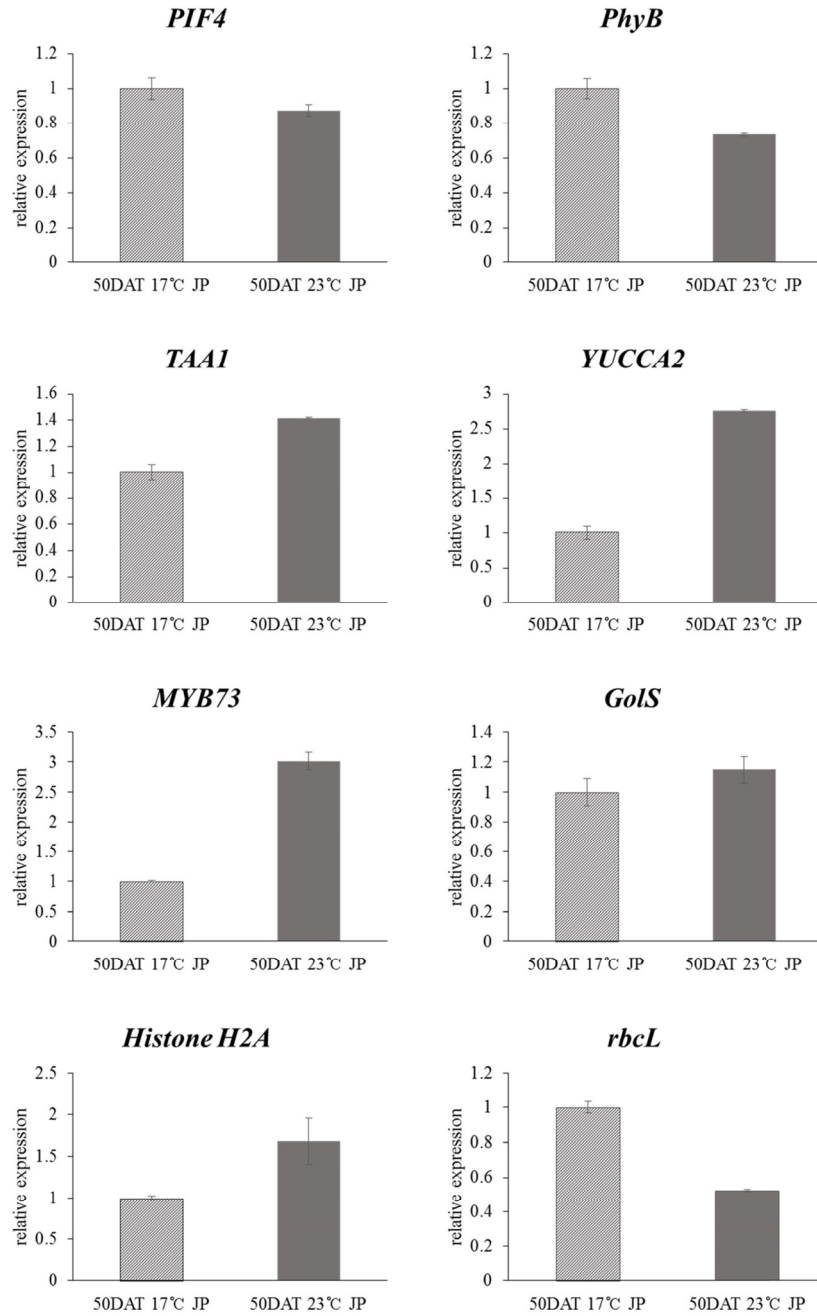 PIF4
1.2
1
0.8
0.6
0.4
0.2
0
relative expression
50DAT 17℃ JP
50DAT 23℃ JP
PhyB
1.2
1
0.8
0.6
0.4
0.2
0
relative expression
50DAT 17℃ JP
50DAT 23℃ JP
TAA1
1.6
1.4
1.2
1
0.8
0.6
0.4
0.2
0
relative expression
50DAT 17℃ JP
50DAT 23℃ JP
YUCCA2
3
2.5
2
1.5
1
0.5
0
relative expression
50DAT 17℃ JP
50DAT 23℃ JP
MYB73
3.5
3
2.5
2
1.5
1
0.5
0
relative expression
50DAT 17℃ JP
50DAT 23℃ JP
GolS
1.4
1.2
1
0.8
0.6
0.4
0.2
0
relative expression
50DAT 17℃ JP
50DAT 23℃ JP
Histone H2A
2.5
2
1.5
1
0.5
0
relative expression
50DAT 17℃ JP
50DAT 23℃ JP
rbcL
1.2
1
0.8
0.6
0.4
0.2
0
relative expression
50DAT 17℃ JP
50DAT 23℃ JP